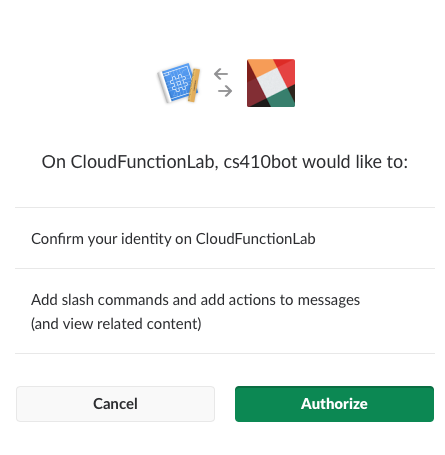 On CloudFunctionLab, cs410bot would like to:
Confirm your identity on CloudFunctionLab
Add slash commands and add actions to messages
(and view related content)
Cancel
Authorize